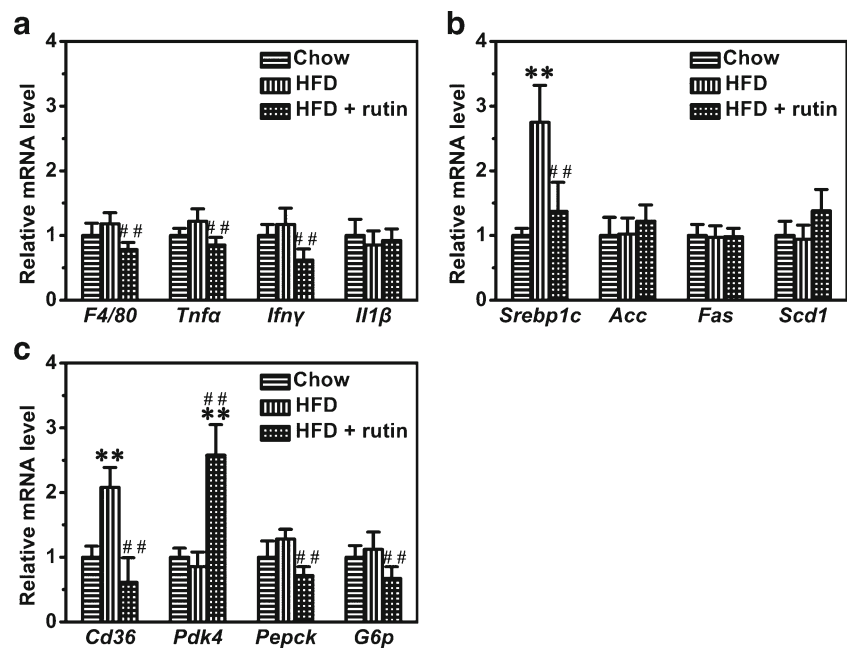 a
Relative mRNA level
4
3
2
1
0
Chow
HFD
HFD + rutin
##
##
##
F4/80 Tnfα Ifnγ Il1β
b
Relative mRNA level
4
3
2
1
0
Chow
HFD
HFD + rutin
**
##
Srebp1c Acc Fas Scd1
c
Relative mRNA level
4
3
2
1
0
Chow
HFD
HFD + rutin
**
##
##
**
##
##
Cd36 Pdk4 Pepck G6p